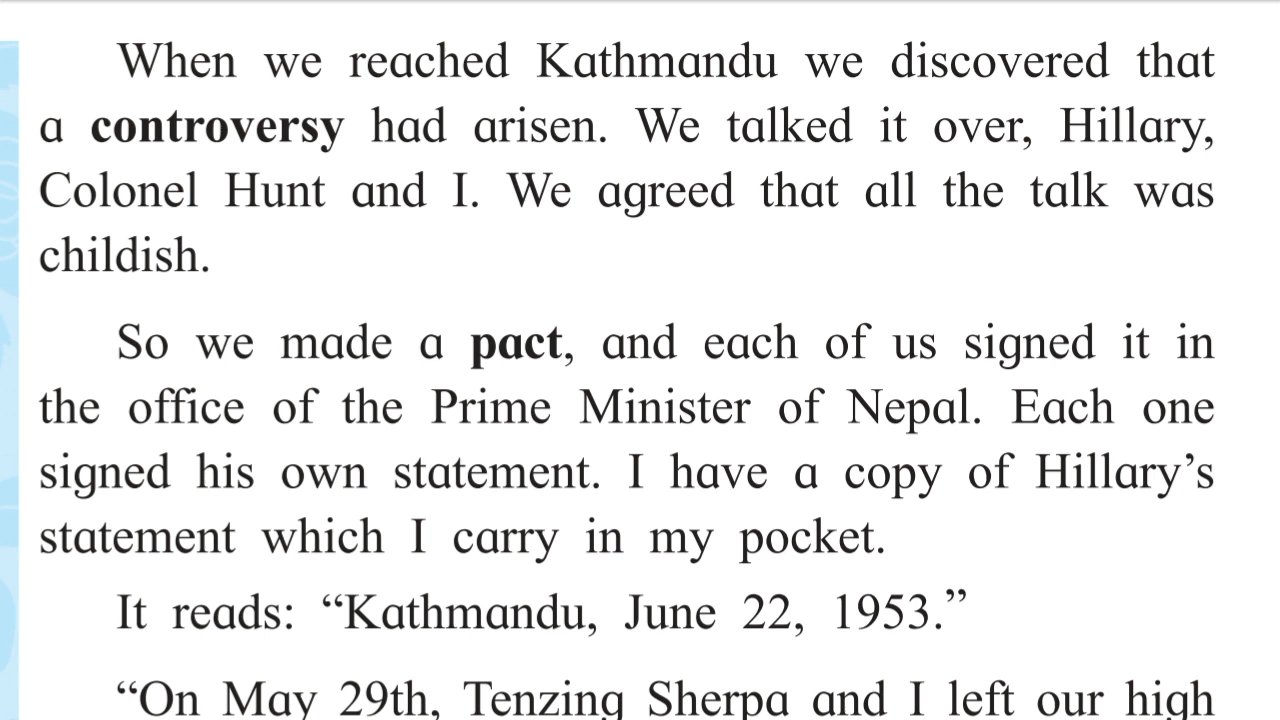 When we reached Kathmandu we discovered that
a controversy had arisen. We talked it over, Hillary,
Colonel Hunt and I. We agreed that all the talk was
childish.
So we made a pact, and each of us signed it in
the office of the Prime Minister of Nepal. Each one
signed his own statement. I have a copy of Hillary’s
statement which I carry in my pocket.
It reads: “Kathmandu, June 22, 1953.”
“On May 29th, Tenzing Sherpa and I left our high